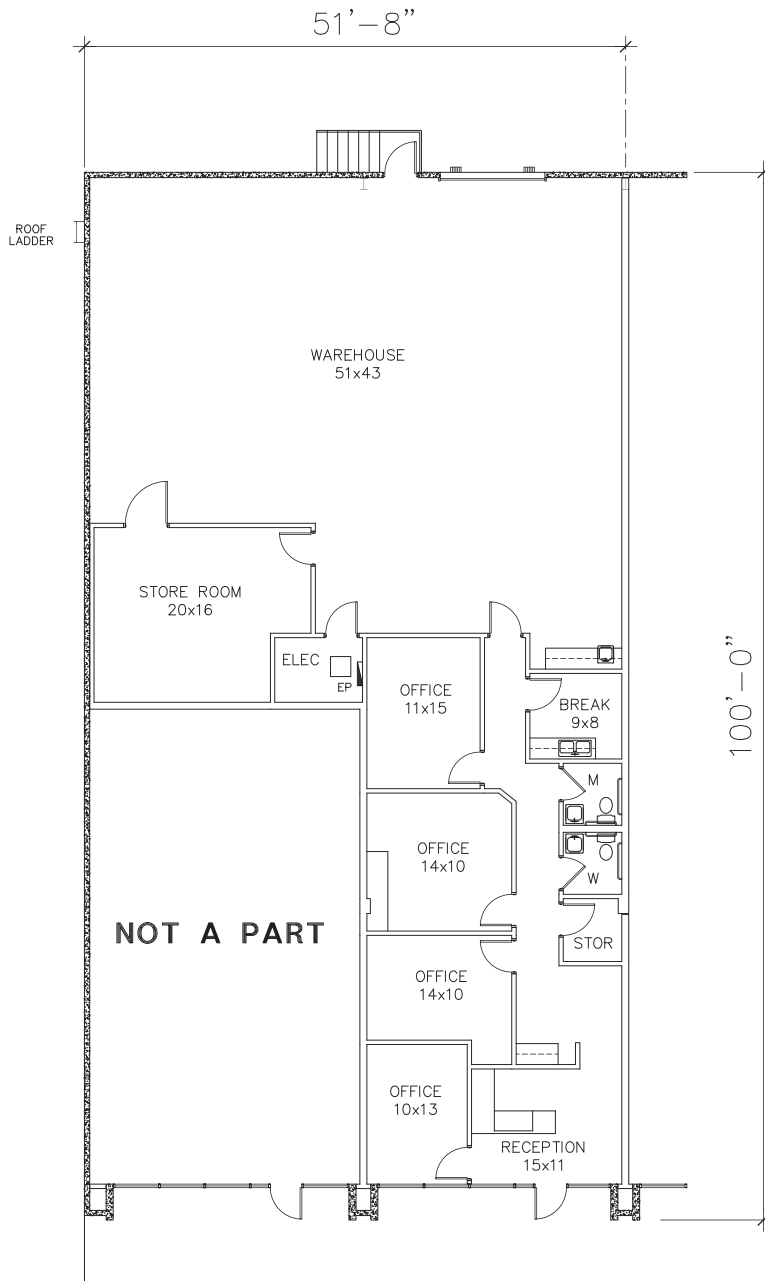 51'-8"
ROOF
LADDER
WAREHOUSE
51x43
STORE ROOM
20x16
ELEC
EP
OFFICE
11x15
BREAK
9x8
100'-0"
M
OFFICE
14x10
W
NOT A PART
STOR
OFFICE
14x10
OFFICE
10x13
RECEPTION
15x11